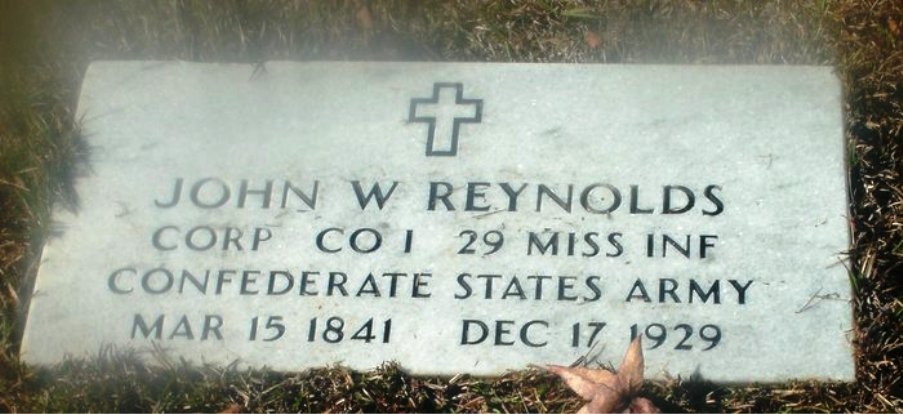 JOHN W REYNOLDS
CORP CO I 29 MISS INF
CONFEDERATE STATES ARMY
MAR 15 1841 DEC 17 1929